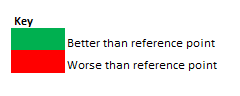 Key
Better than reference point
Worse than reference point